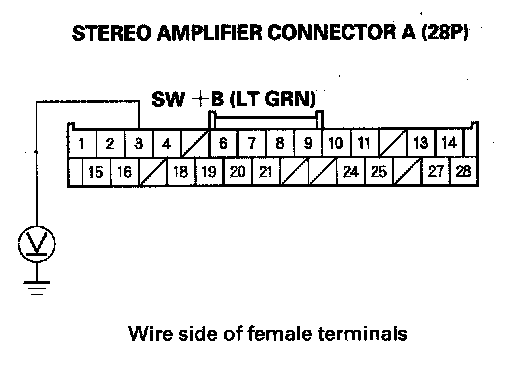 STEREO AMPLIFIER CONNECTOR A (28P)
SW +B (LT GRN)
1 2 3 4 6 7 8 9 10 11 13 14
15 16 18 19 20 21 24 25 27 28
V
Wire side of female terminals